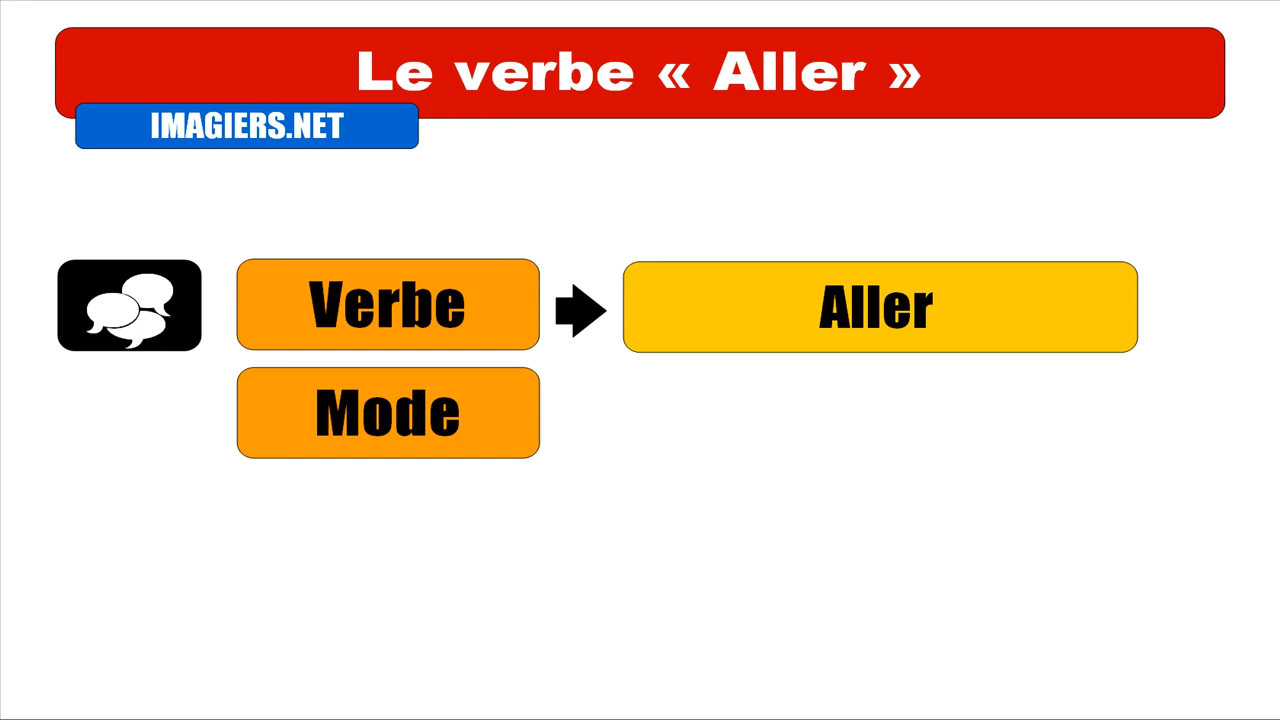 Le verbe « Aller »
IMAGIERS.NET
Verbe
Aller
Mode